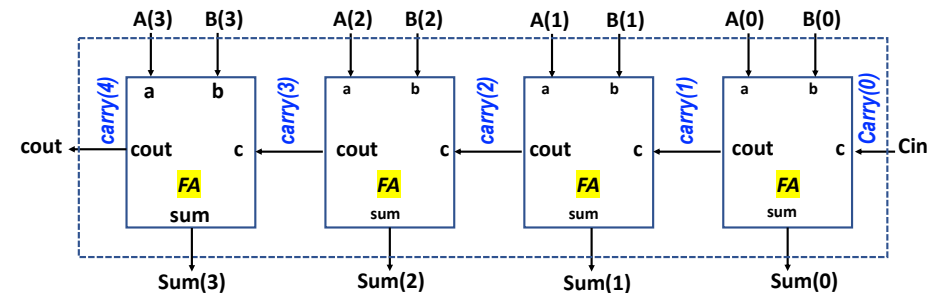 A(3) B(3) A(2) B(2) A(1) B(1) A(0) B(0)
a b a b a b a b
carry(4) carry(3) carry(2) carry(1) Carry(0)
cout cout c cout c cout c cout c Cin
FA FA FA FA
sum sum sum sum
Sum(3) Sum(2) Sum(1) Sum(0)